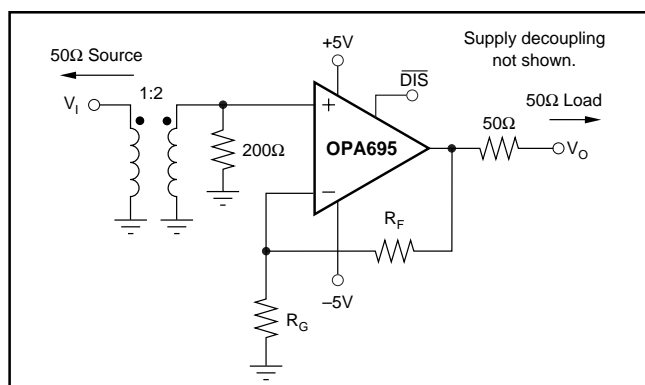 50Ω Source
1:2
V_I
+5V
D̅I̅S̅
Supply decoupling
not shown.
50Ω Load
200Ω
+
OPA695
−
50Ω
V_O
R_F
−5V
R_G